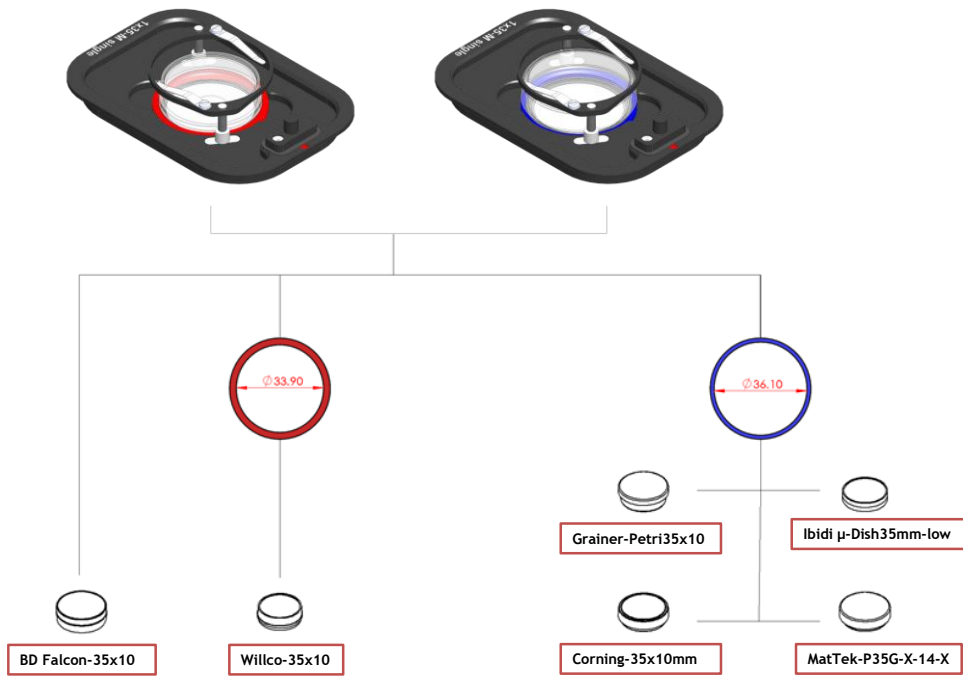 1x35-M single
1x35-M single
Ø33.90
Ø36.10
Grainer-Petri35x10
Ibidi µ-Dish35mm-low
BD Falcon-35x10
Willco-35x10
Corning-35x10mm
MatTek-P35G-X-14-X